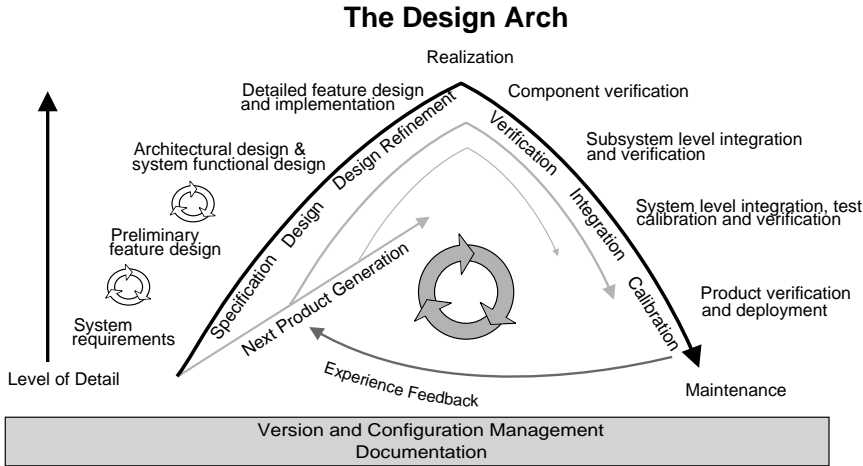 The Design Arch
Realization
Detailed feature design
and implementation
Component verification
Architectural design &
system functional design
Subsystem level integration
and verification
Preliminary
feature design
System level integration, test
calibration and verification
System
requirements
Product verification
and deployment
Specification
Design
Design Refinement
Verification
Integration
Calibration
Next Product Generation
Experience Feedback
Level of Detail
Maintenance
Version and Configuration Management
Documentation